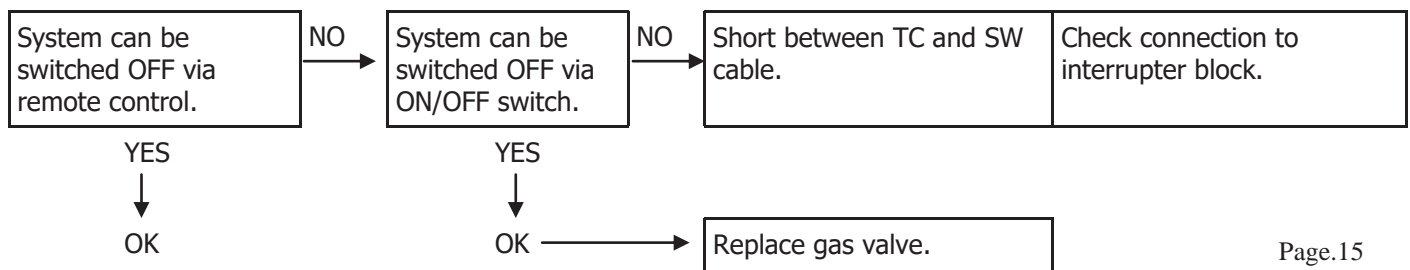 System can be
switched OFF via
remote control.
NO
System can be
switched OFF via
ON/OFF switch.
NO
Short between TC and SW
cable.
Check connection to
interrupter block.
YES
YES
OK
OK
Replace gas valve.
Page.15